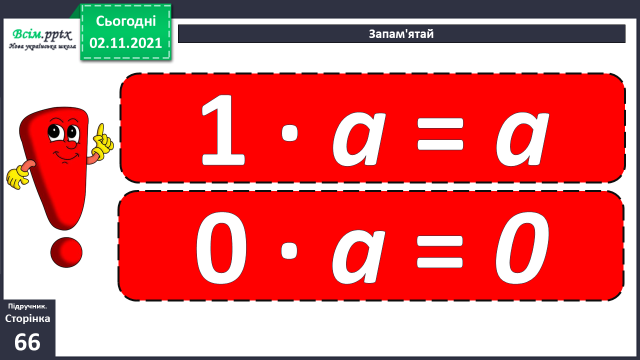 Всім.pptx
Нова українська школа
Сьогодні
02.11.2021
Запам'ятай
1 · a = a
0 · a = 0
Підручник.
Сторінка
66